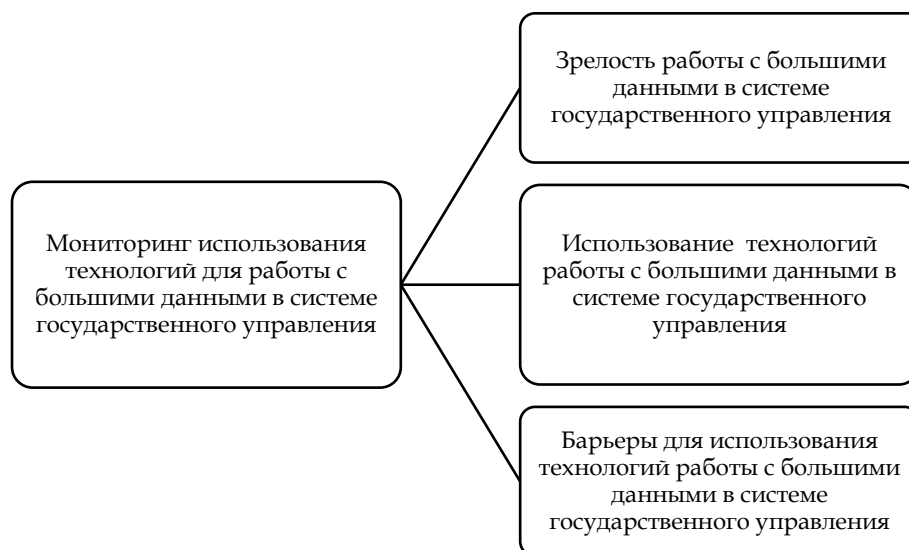 Зрелость работы с большими
данными в системе
государственного управления
Мониторинг использования
технологий для работы с
большими данными в системе
государственного управления
Использование технологий
работы с большими данными в
системе государственного
управления
Барьеры для использования
технологий работы с большими
данными в системе
государственного управления